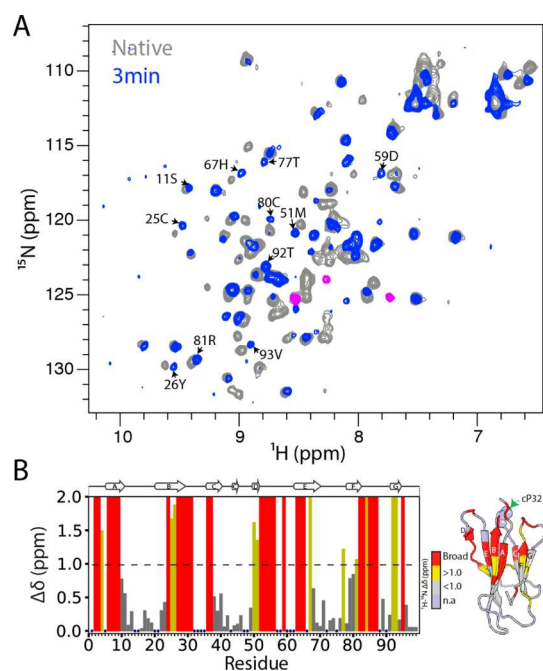 A
Native
3min
110
115
120
125
130
¹⁵N (ppm)
10
9
8
7
¹H (ppm)
67H
77T
59D
11S
80C
51M
25C
92T
81R
93V
26Y
B
A
B
C
D
E
F
G
2.0
1.5
1.0
0.5
0.0
Δδ (ppm)
0 10 20 30 40 50 60 70 80 90
Residue
Broad
>1.0
<1.0
n.a
¹H-¹⁵N Δδ (ppm)
cP32
D
E
B
A
G